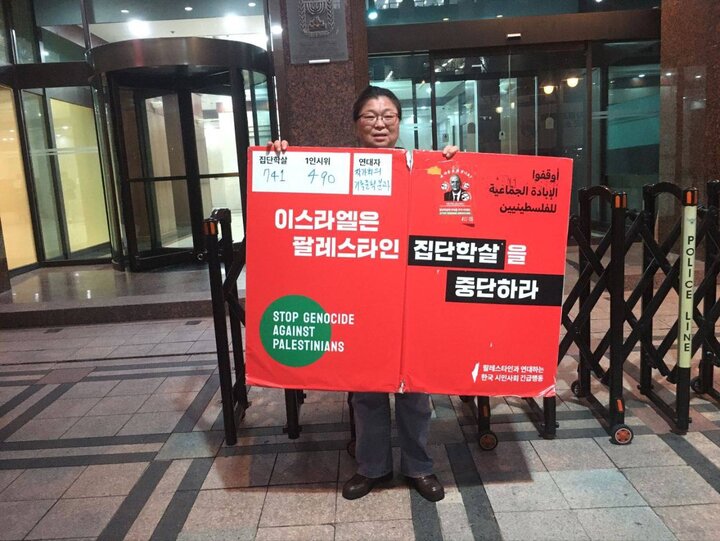 집단학살
741
1인시위
490
연대자
이스라엘은
팔레스타인
집단학살을
중단하라
STOP GENOCIDE
AGAINST
PALESTINIANS
أوقفوا
الإبادة الجماعية
للفلسطينيين
팔레스타인과 연대하는
한국 시민사회 긴급행동
POLICE LINE